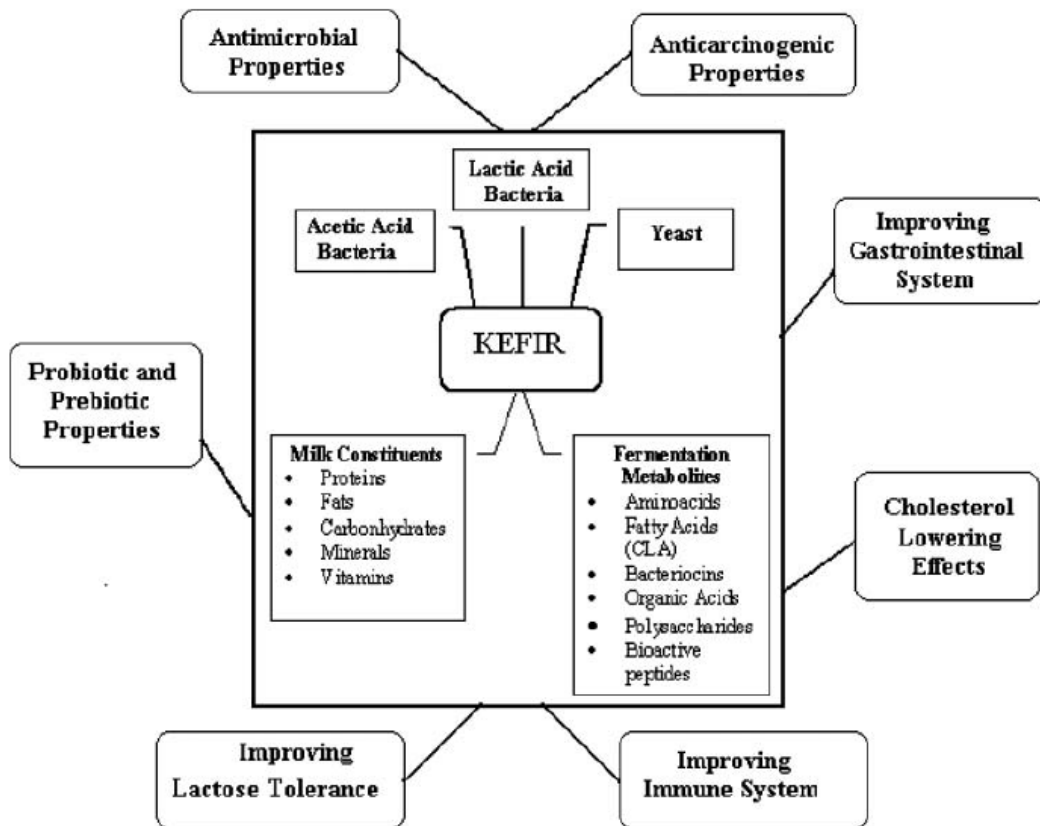 Antimicrobial
Properties
Anticarcinogenic
Properties
Lactic Acid
Bacteria
Acetic Acid
Bacteria
Yeast
Improving
Gastrointestinal
System
KEFIR
Probiotic and
Prebiotic
Properties
Milk Constituents
• Proteins
• Fats
• Carbonhydrates
• Minerals
• Vitamins
Fermentation
Metabolites
• Aminoacids
• Fatty Acids
(CLA)
• Bacteriocins
• Organic Acids
• Polysaccharides
• Bioactive
peptides
Cholesterol
Lowering
Effects
Improving
Lactose Tolerance
Improving
Immune System